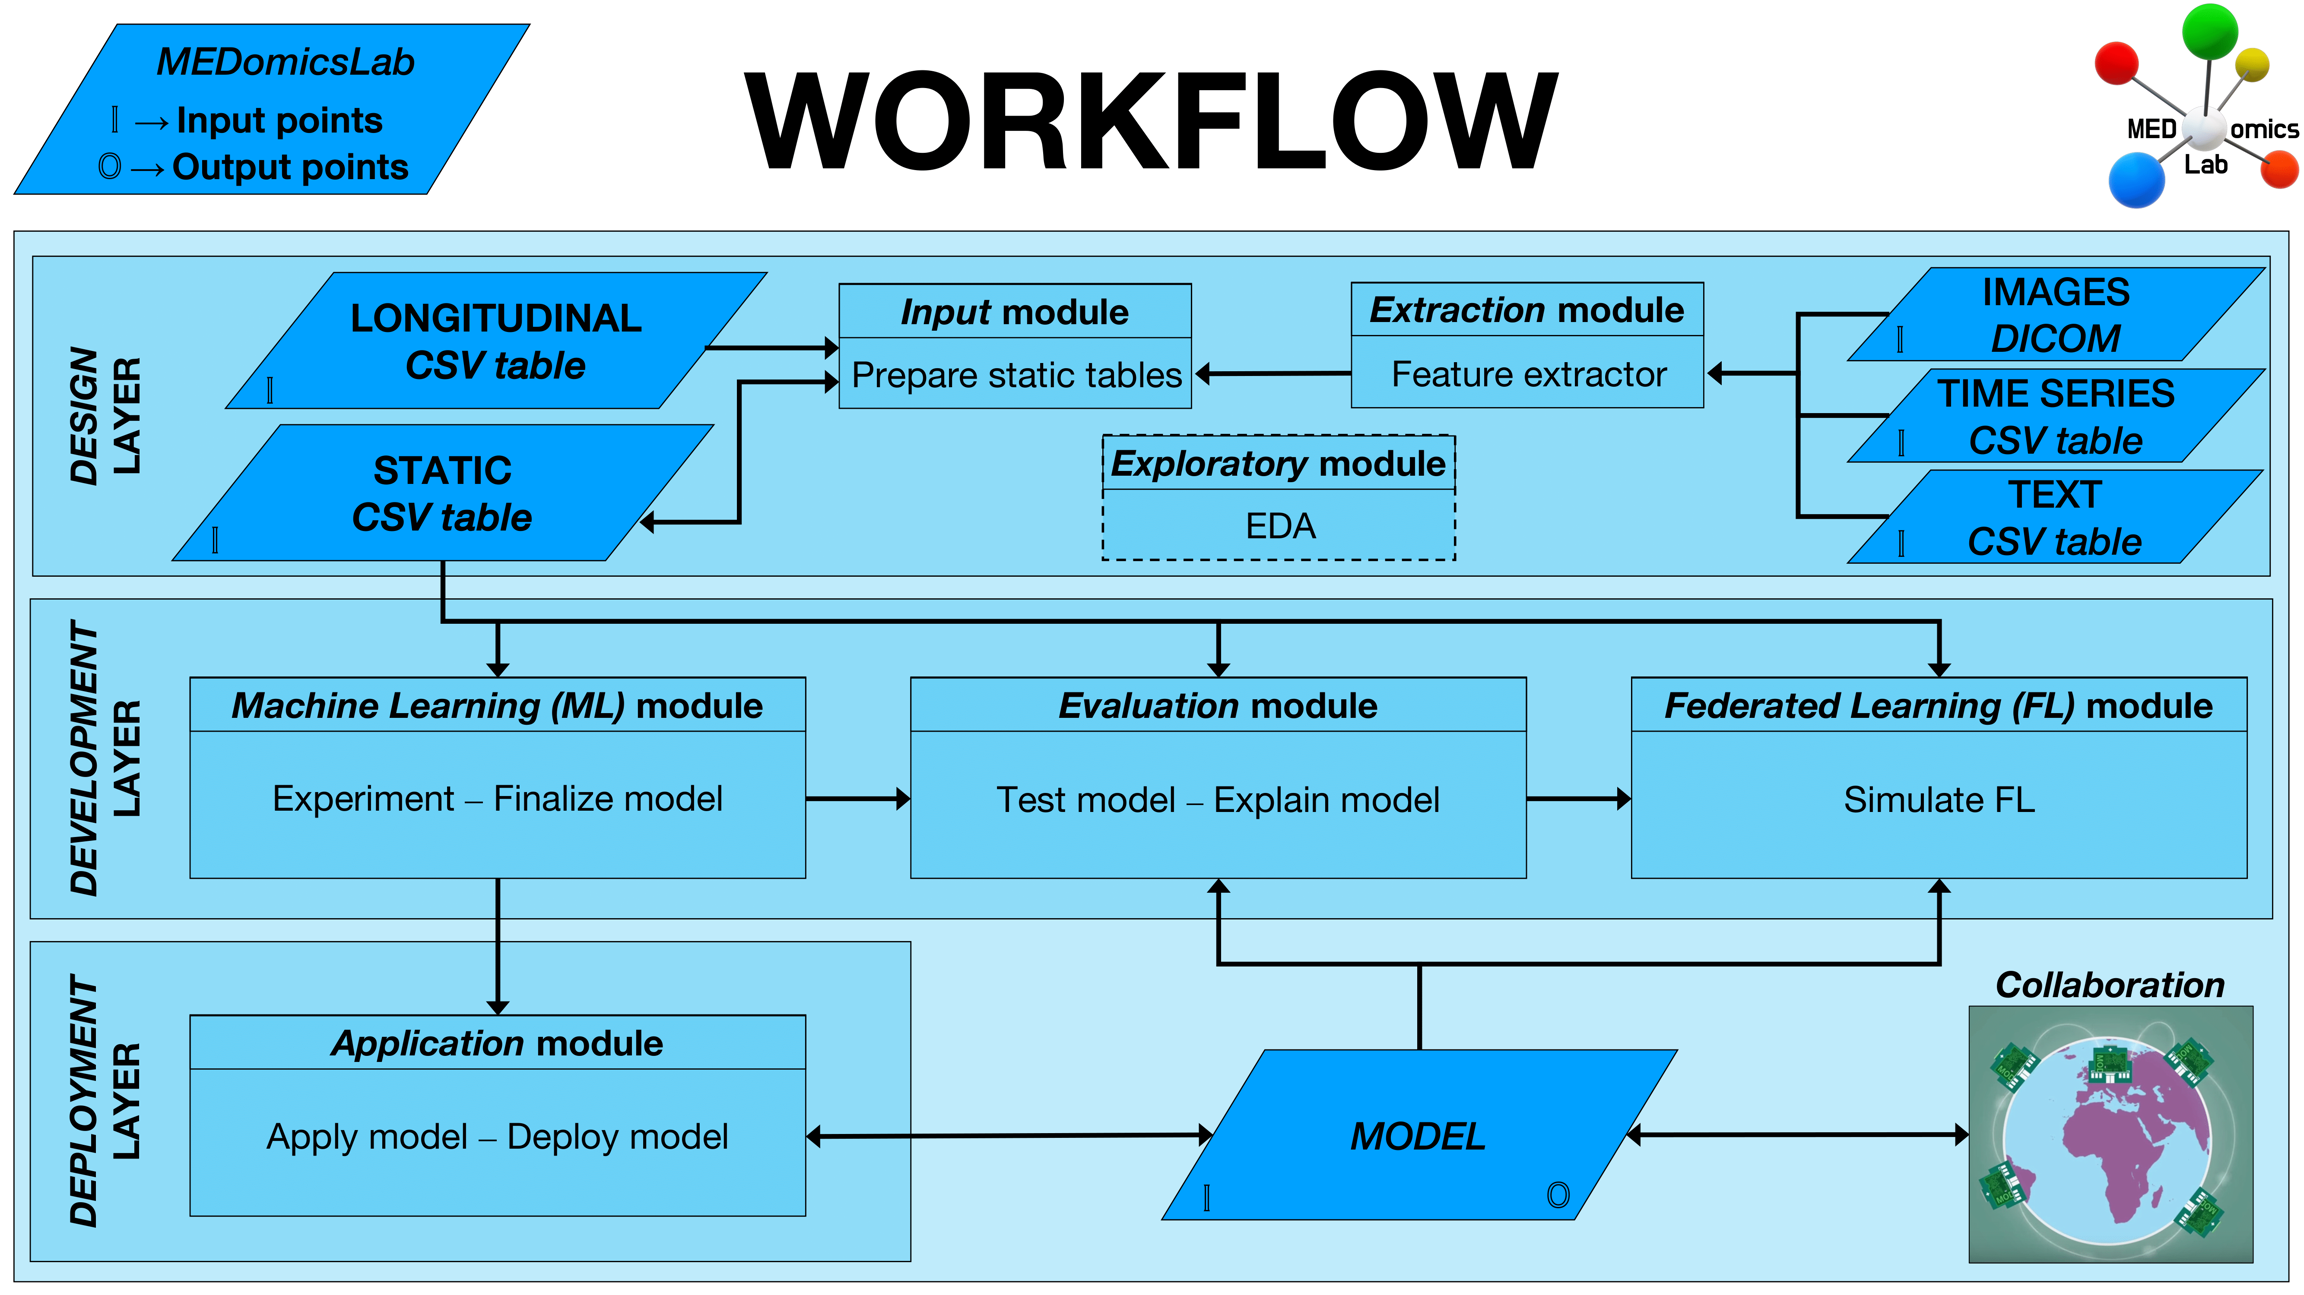 MEDomicsLab
𝕀 → Input points
𝕆 → Output points
WORKFLOW
MED omics
Lab
DESIGN
LAYER
LONGITUDINAL
CSV table
𝕀
STATIC
CSV table
𝕀
Input module
Prepare static tables
Extraction module
Feature extractor
Exploratory module
EDA
IMAGES
DICOM
𝕀
TIME SERIES
CSV table
𝕀
TEXT
CSV table
𝕀
DEVELOPMENT
LAYER
Machine Learning (ML) module
Experiment – Finalize model
Evaluation module
Test model – Explain model
Federated Learning (FL) module
Simulate FL
DEPLOYMENT
LAYER
Application module
Apply model – Deploy model
MODEL
𝕀 𝕆
Collaboration